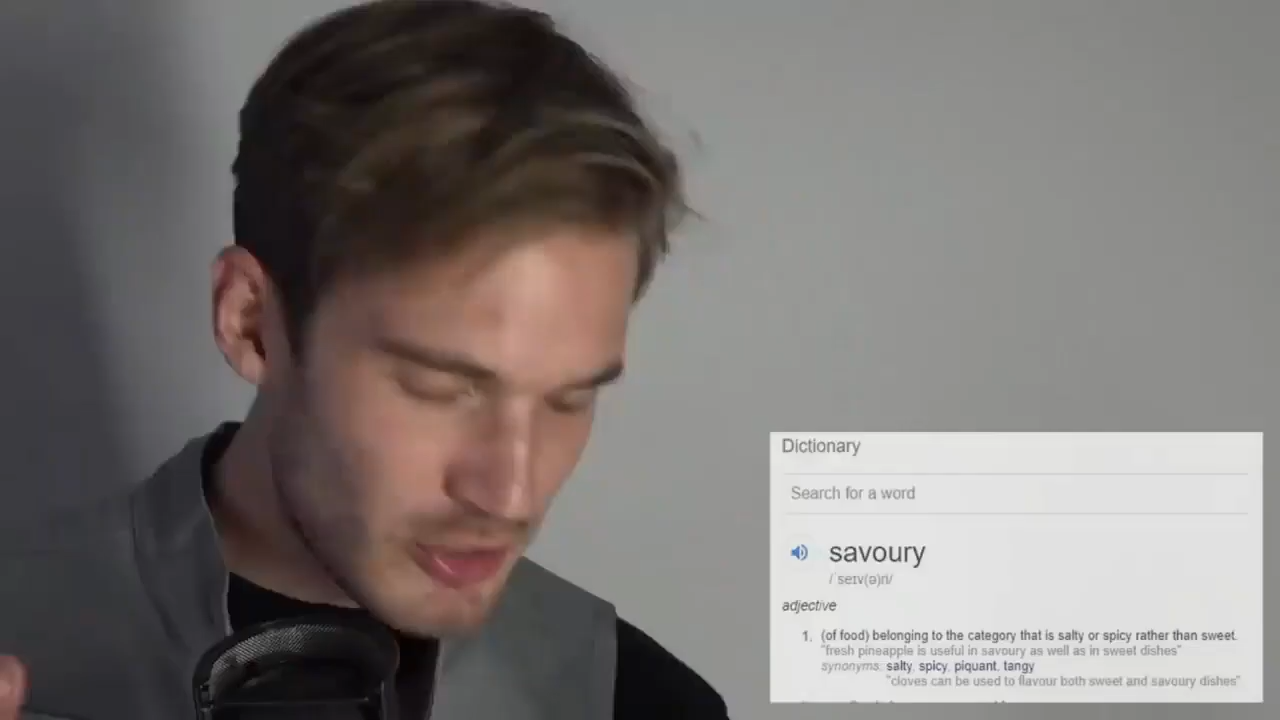 Dictionary
Search for a word
savoury
/ˈseɪv(ə)ri/
adjective
1. (of food) belonging to the category that is salty or spicy rather than sweet.
"fresh pineapple is useful in savoury as well as in sweet dishes"
synonyms: salty, spicy, piquant, tangy
"cloves can be used to flavour both sweet and savoury dishes"